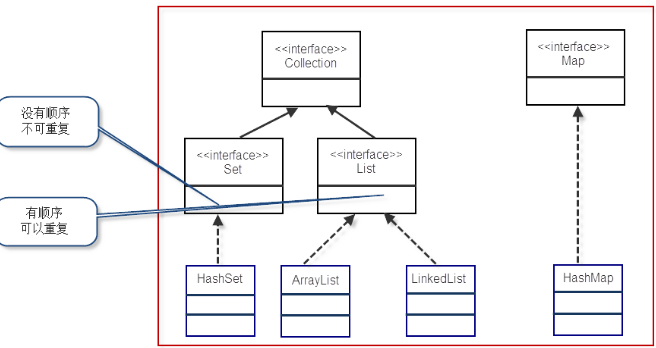 <<interface>>
Collection
<<interface>>
Map
没有顺序
不可重复
<<interface>>
Set
<<interface>>
List
有顺序
可以重复
HashSet
ArrayList
LinkedList
HashMap